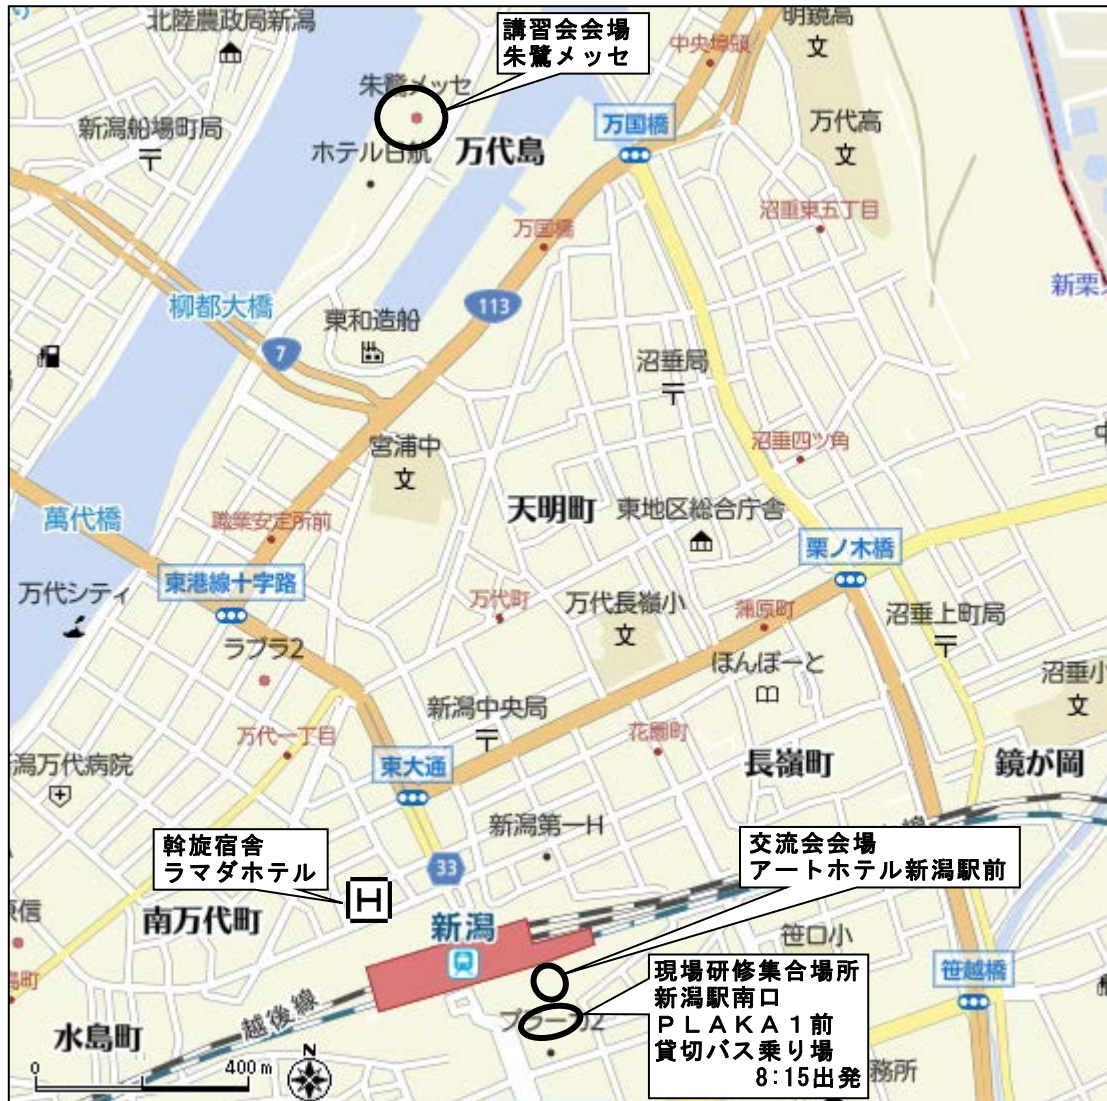 北陸農政局新潟
講習会会場
朱鷺メッセ
明鏡高
中央埠頭
朱鷺メッセ
新潟船場町局
万国橋
万代高
ホテル日航
万代島
沼垂東五丁目
万国橋
新栗
柳都大橋
113
東和造船
7
沼垂局
宮浦中
沼垂四ツ角
萬代橋
職業安定所前
天明町
東地区総合庁舎
栗ノ木橋
東港線十字路
万代シティ
万代町
万代長嶺小
蒲原町
沼垂上町局
ラブラ2
ほんぽーと
沼垂小
新潟中央局
万代一丁目
花園町
潟万代病院
東大通
長嶺町
鏡が岡
新潟第一H
斡旋宿舎
ラマダホテル
33
交流会会場
アートホテル新潟駅前
H
南万代町
新潟
笹口小
現場研修集合場所
新潟駅南口
PLAKA1前
貸切バス乗り場
8:15出発
笹越橋
越後線
プラーカ2
水島町
N
0
400m
務所